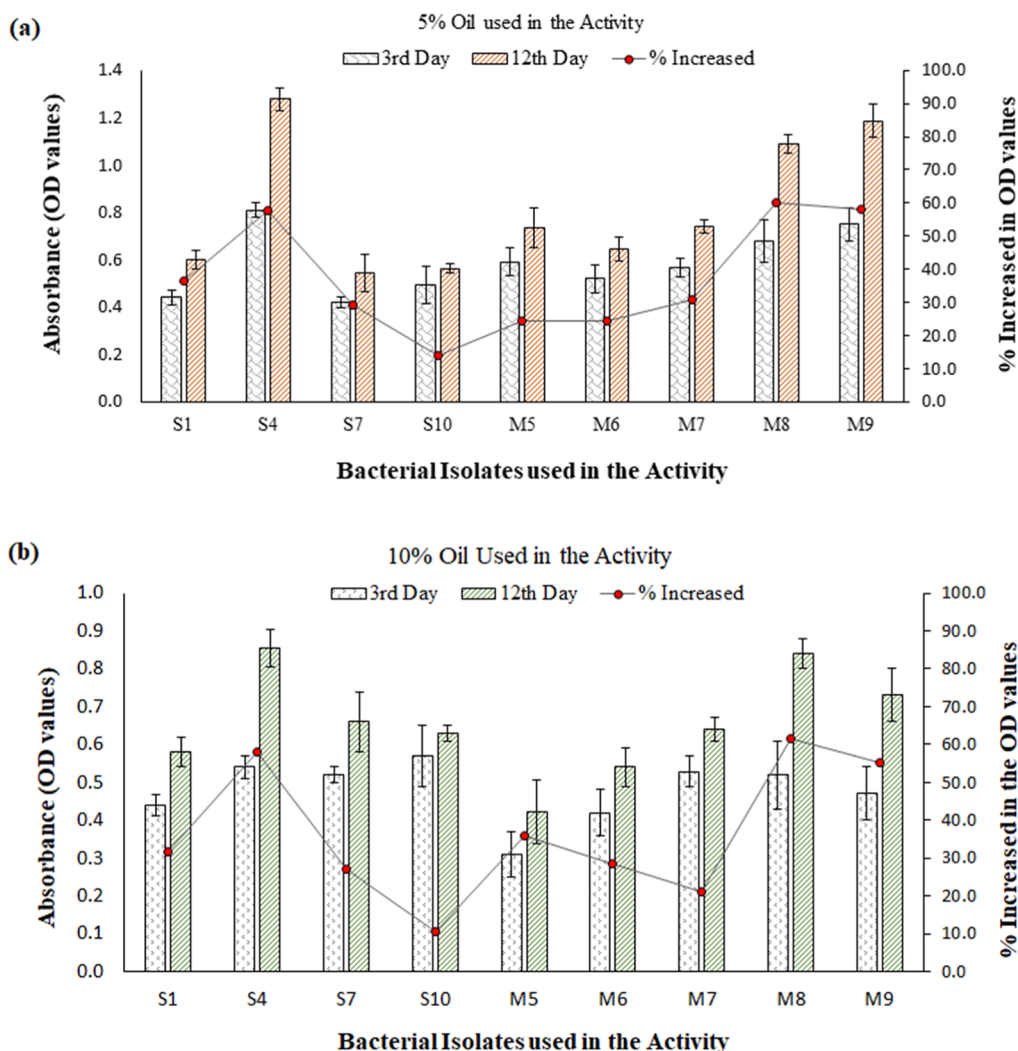 (a)
5% Oil used in the Activity
3rd Day 12th Day % Increased
Absorbance (OD values)
1.4
1.2
1.0
0.8
0.6
0.4
0.2
0.0
100.0
90.0
80.0
70.0
60.0
50.0
40.0
30.0
20.0
10.0
0.0
% Increased in OD values
S1 S4 S7 S10 M5 M6 M7 M8 M9
Bacterial Isolates used in the Activity
(b)
10% Oil Used in the Activity
3rd Day 12th Day % Increased
Absorbance (OD values)
1.0
0.9
0.8
0.7
0.6
0.5
0.4
0.3
0.2
0.1
0.0
100.0
90.0
80.0
70.0
60.0
50.0
40.0
30.0
20.0
10.0
0.0
% Increased in the OD values
S1 S4 S7 S10 M5 M6 M7 M8 M9
Bacterial Isolates used in the Activity